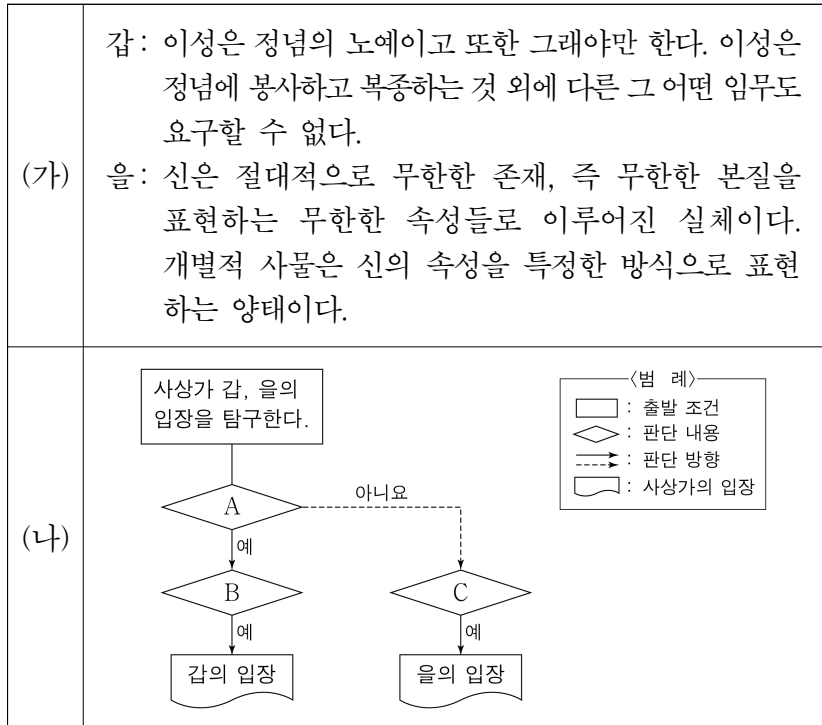 (가)
갑: 이성은 정념의 노예이고 또한 그래야만 한다. 이성은
정념에 봉사하고 복종하는 것 외에 다른 그 어떤 임무도
요구할 수 없다.
을: 신은 절대적으로 무한한 존재, 즉 무한한 본질을
표현하는 무한한 속성들로 이루어진 실체이다.
개별적 사물은 신의 속성을 특정한 방식으로 표현
하는 양태이다.
(나)
사상가 갑, 을의
입장을 탐구한다.
A
아니요
예
B
C
예
예
갑의 입장
을의 입장
〈범 례〉
: 출발 조건
: 판단 내용
: 판단 방향
: 사상가의 입장